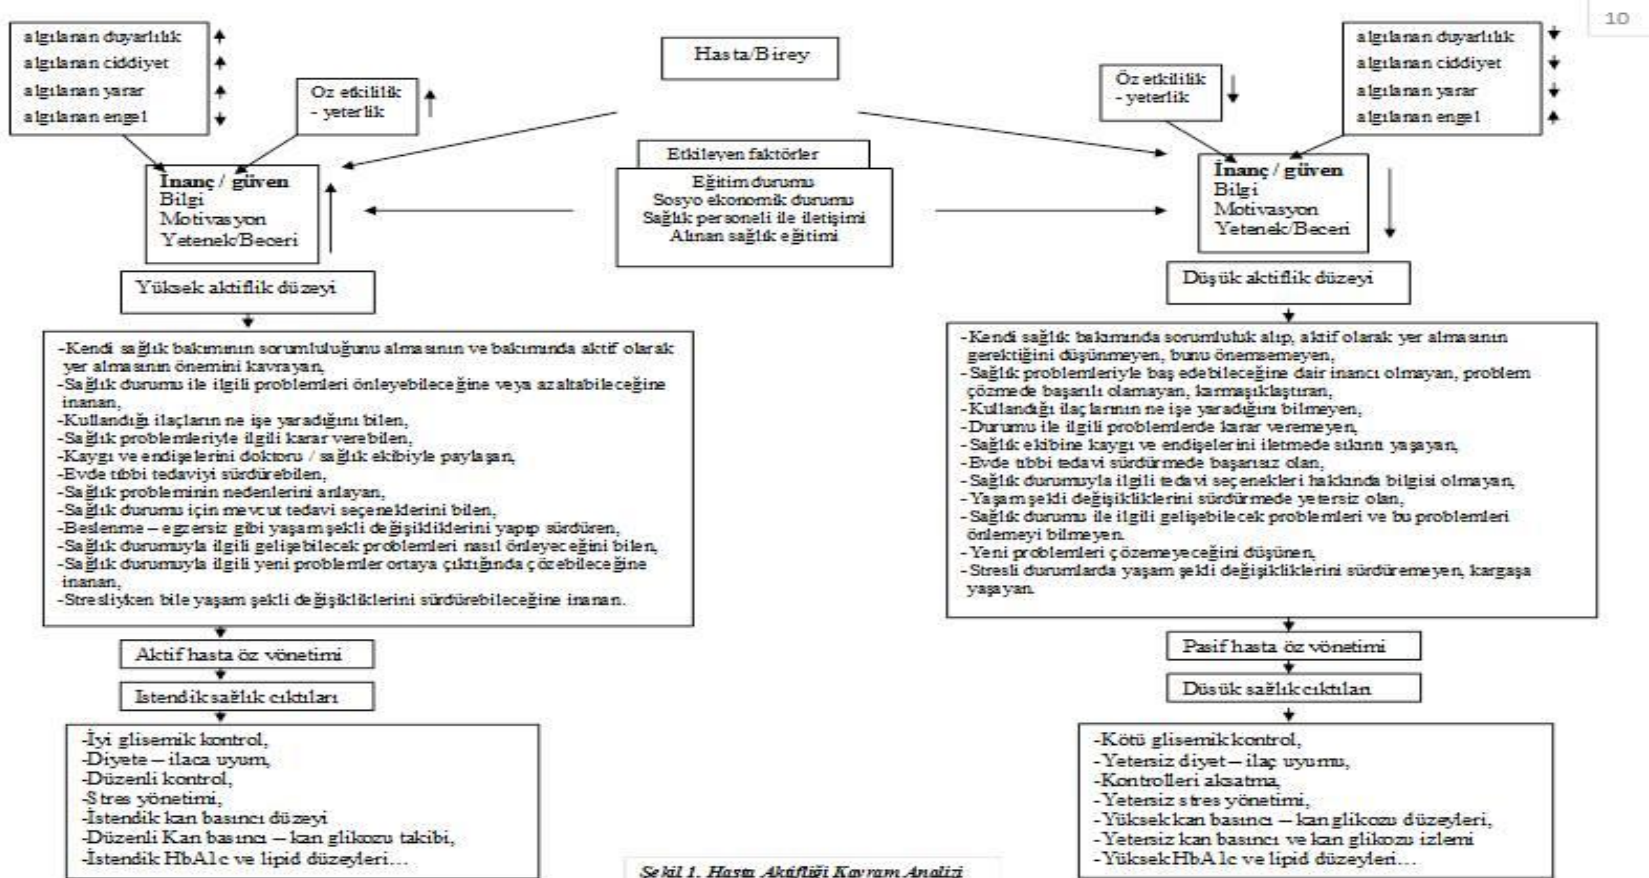 10
algılanan duyarlılık
algılanan ciddiyet
algılanan yarar
algılanan engel
Öz etkililik
- yeterlik
Hasta/Birey
Öz etkililik
- yeterlik
algılanan duyarlılık
algılanan ciddiyet
algılanan yarar
algılanan engel
İnanç / güven
Bilgi
Motivasyon
Yetenek/Beceri
Etkileyen faktörler
Eğitim durumu
Sosyo ekonomik durumu
Sağlık personeli ile iletişimi
Alınan sağlık eğitimi
İnanç / güven
Bilgi
Motivasyon
Yetenek/Beceri
Yüksek aktiflik düzeyi
-Kendi sağlık bakımının sorumluluğunu almasının ve bakımında aktif olarak
yer almasının önemini kavrayan,
-Sağlık durumu ile ilgili problemleri önleyebileceğine veya azaltabileceğine
inanan,
-Kullandığı ilaçların ne işe yaradığını bilen,
-Sağlık problemleriyle ilgili karar verebilen,
-Kaygı ve endişelerini doktoru / sağlık ekibiyle paylaşan,
-Evde tıbbi tedaviyi sürdürebilen,
-Sağlık probleminin nedenlerini anlayan,
-Sağlık durumu için mevcut tedavi seçeneklerini bilen,
-Beslenme – egzersiz gibi yaşam şekli değişikliklerini yapıp sürdüren,
-Sağlık durumuyla ilgili gelişebilecek problemleri nasıl önleyeceğini bilen,
-Sağlık durumuyla ilgili yeni problemler ortaya çıktığında çözebileceğine
inanan,
-Stresliyken bile yaşam şekli değişikliklerini sürdürebileceğine inanan.
Aktif hasta öz yönetimi
İstendik sağlık çıktıları
-İyi glisemik kontrol,
-Diyete – ilaca uyum,
-Düzenli kontrol,
-Stres yönetimi,
-İstendik kan basıncı düzeyi
-Düzenli Kan basıncı – kan glikozu takibi,
-İstendik HbA1c ve lipid düzeyleri…
Düşük aktiflik düzeyi
-Kendi sağlık bakımında sorumluluk alıp, aktif olarak yer almasının
gerektiğini düşünmeyen, bunu önemsemeyen,
-Sağlık problemleriyle baş edebileceğine dair inancı olmayan, problem
çözmede başarılı olamayan, karmaşıklaştıran,
-Kullandığı ilaçlarının ne işe yaradığını bilmeyen,
-Durumu ile ilgili problemlerde karar veremeyen,
-Sağlık ekibine kaygı ve endişelerini iletmede sıkıntı yaşayan,
-Evde tıbbi tedavi sürdürmede başarısız olan,
-Sağlık durumuyla ilgili tedavi seçenekleri hakkında bilgisi olmayan,
-Yaşam şekli değişikliklerini sürdürmede yetersiz olan,
-Sağlık durumu ile ilgili gelişebilecek problemleri ve bu problemleri
önlemeyi bilmeyen.
-Yeni problemleri çözemeyeceğini düşünen,
-Stresli durumlarda yaşam şekli değişikliklerini sürdüremeyen, kargaşa
yaşayan.
Pasif hasta öz yönetimi
Düşük sağlık çıktıları
-Kötü glisemik kontrol,
-Yetersiz diyet – ilaç uyumu,
-Kontrolleri aksatma,
-Yetersiz stres yönetimi,
-Yüksek kan basıncı – kan glikozu düzeyleri,
-Yetersiz kan basıncı ve kan glikozu izlemi
-Yüksek HbA1c ve lipid düzeyleri…
Şekil 1. Hasta Aktifliği Kavram Analizi